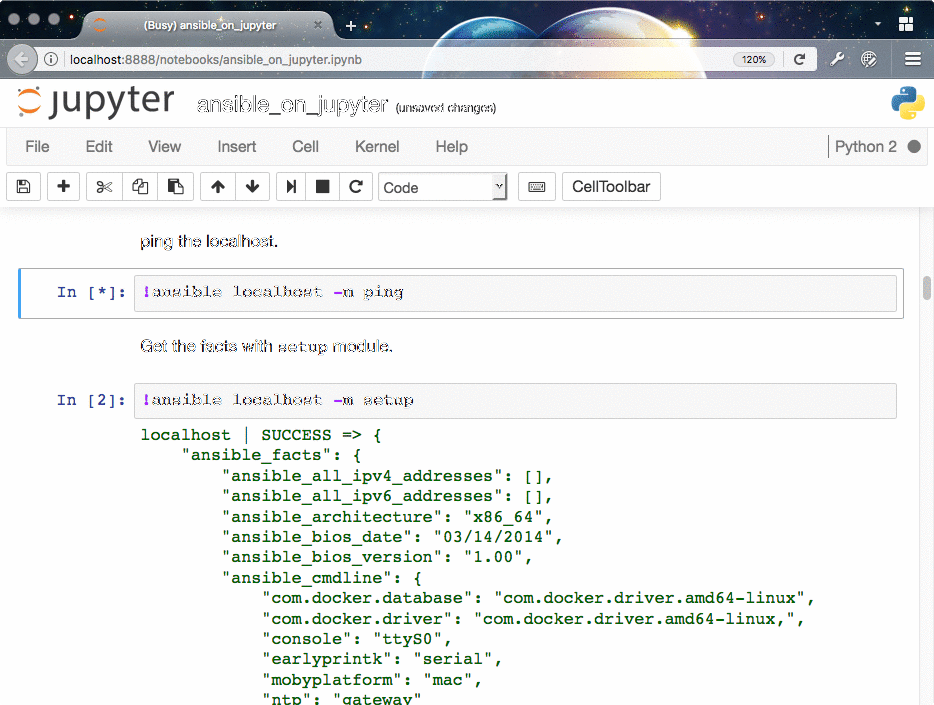 (Busy) ansible_on_jupyter
localhost:8888/notebooks/ansible_on_jupyter.ipynb 120%
jupyter ansible_on_jupyter (unsaved changes)
File Edit View Insert Cell Kernel Help Python 2
Code CellToolbar
ping the localhost.
In [*]: !ansible localhost -m ping
Get the facts with setup module.
In [2]: !ansible localhost -m setup
localhost | SUCCESS => {
"ansible_facts": {
"ansible_all_ipv4_addresses": [],
"ansible_all_ipv6_addresses": [],
"ansible_architecture": "x86_64",
"ansible_bios_date": "03/14/2014",
"ansible_bios_version": "1.00",
"ansible_cmdline": {
"com.docker.database": "com.docker.driver.amd64-linux",
"com.docker.driver": "com.docker.driver.amd64-linux,",
"console": "ttyS0",
"earlyprintk": "serial",
"mobyplatform": "mac",
"ntp": "gateway"